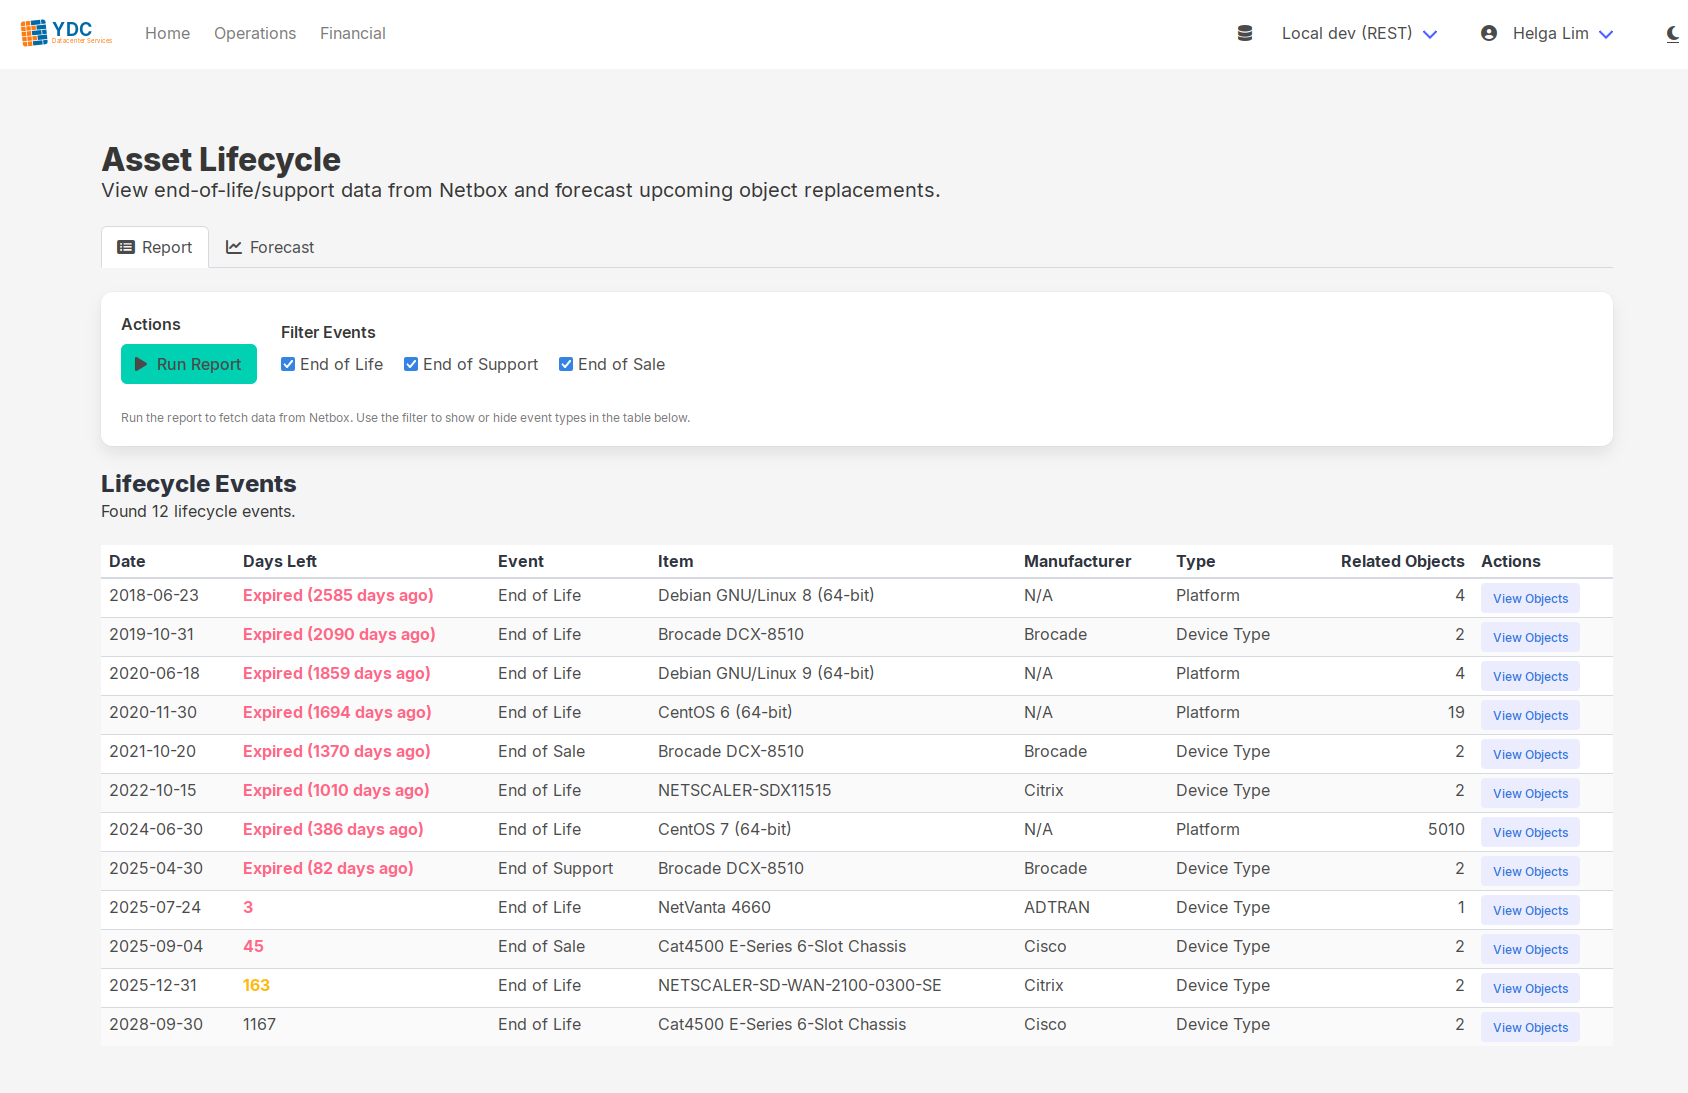 YDC
Datacenter Services
Home Operations Financial
Local dev (REST) Helga Lim
Asset Lifecycle
View end-of-life/support data from Netbox and forecast upcoming object replacements.
Report Forecast
Actions
Filter Events
Run Report End of Life End of Support End of Sale
Run the report to fetch data from Netbox. Use the filter to show or hide event types in the table below.
Lifecycle Events
Found 12 lifecycle events.
Date Days Left Event Item Manufacturer Type Related Objects Actions
2018-06-23 Expired (2585 days ago) End of Life Debian GNU/Linux 8 (64-bit) N/A Platform 4 View Objects
2019-10-31 Expired (2090 days ago) End of Life Brocade DCX-8510 Brocade Device Type 2 View Objects
2020-06-18 Expired (1859 days ago) End of Life Debian GNU/Linux 9 (64-bit) N/A Platform 4 View Objects
2020-11-30 Expired (1694 days ago) End of Life CentOS 6 (64-bit) N/A Platform 19 View Objects
2021-10-20 Expired (1370 days ago) End of Sale Brocade DCX-8510 Brocade Device Type 2 View Objects
2022-10-15 Expired (1010 days ago) End of Life NETSCALER-SDX11515 Citrix Device Type 2 View Objects
2024-06-30 Expired (386 days ago) End of Life CentOS 7 (64-bit) N/A Platform 5010 View Objects
2025-04-30 Expired (82 days ago) End of Support Brocade DCX-8510 Brocade Device Type 2 View Objects
2025-07-24 3 End of Life NetVanta 4660 ADTRAN Device Type 1 View Objects
2025-09-04 45 End of Sale Cat4500 E-Series 6-Slot Chassis Cisco Device Type 2 View Objects
2025-12-31 163 End of Life NETSCALER-SD-WAN-2100-0300-SE Citrix Device Type 2 View Objects
2028-09-30 1167 End of Life Cat4500 E-Series 6-Slot Chassis Cisco Device Type 2 View Objects